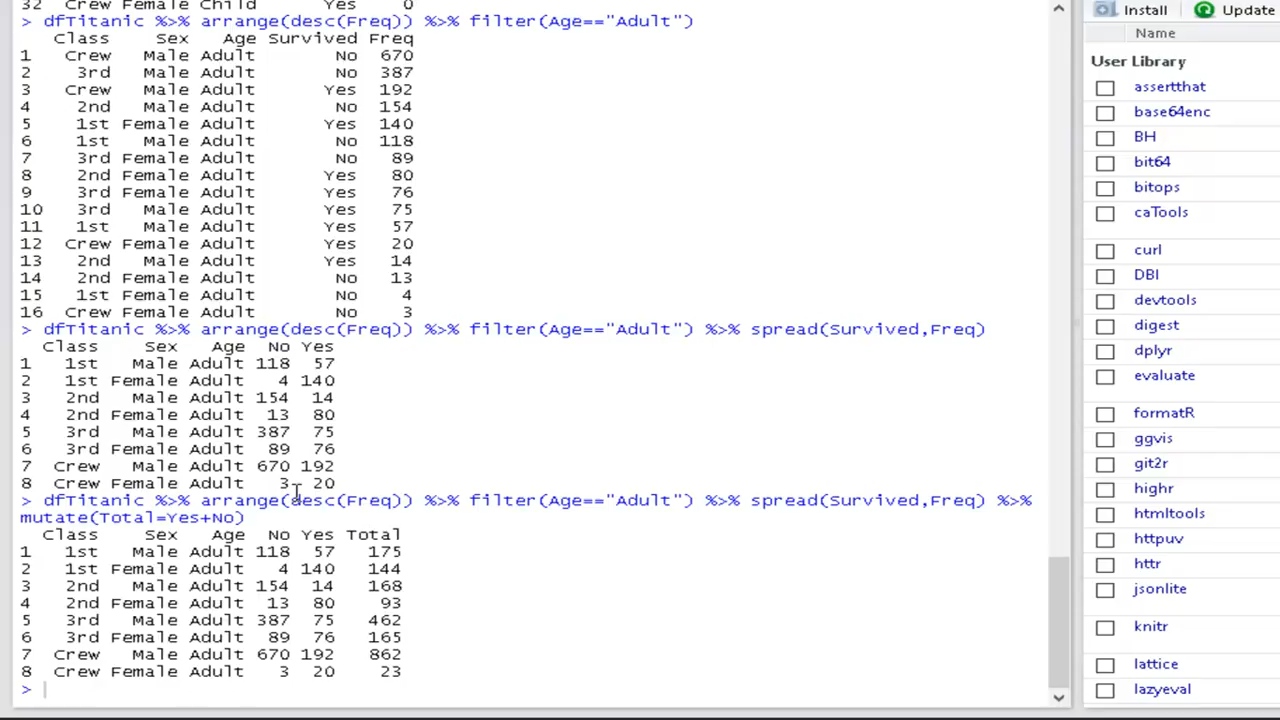 32 Crew Female Child Yes 0
> dfTitanic %>% arrange(desc(Freq)) %>% filter(Age=="Adult")
Class Sex Age Survived Freq
1 Crew Male Adult No 670
2 3rd Male Adult No 387
3 Crew Male Adult Yes 192
4 2nd Male Adult No 154
5 1st Female Adult Yes 140
6 1st Male Adult No 118
7 3rd Female Adult No 89
8 2nd Female Adult Yes 80
9 3rd Female Adult Yes 76
10 3rd Male Adult Yes 75
11 1st Male Adult Yes 57
12 Crew Female Adult Yes 20
13 2nd Male Adult Yes 14
14 2nd Female Adult No 13
15 1st Female Adult No 4
16 Crew Female Adult No 3
> dfTitanic %>% arrange(desc(Freq)) %>% filter(Age=="Adult") %>% spread(Survived,Freq)
Class Sex Age No Yes
1 1st Male Adult 118 57
2 1st Female Adult 4 140
3 2nd Male Adult 154 14
4 2nd Female Adult 13 80
5 3rd Male Adult 387 75
6 3rd Female Adult 89 76
7 Crew Male Adult 670 192
8 Crew Female Adult 3 20
> dfTitanic %>% arrange(desc(Freq)) %>% filter(Age=="Adult") %>% spread(Survived,Freq) %>%
mutate(Total=Yes+No)
Class Sex Age No Yes Total
1 1st Male Adult 118 57 175
2 1st Female Adult 4 140 144
3 2nd Male Adult 154 14 168
4 2nd Female Adult 13 80 93
5 3rd Male Adult 387 75 462
6 3rd Female Adult 89 76 165
7 Crew Male Adult 670 192 862
8 Crew Female Adult 3 20 23
>
Install Update
Name
User Library
assertthat
base64enc
BH
bit64
bitops
caTools
curl
DBI
devtools
digest
dplyr
evaluate
formatR
ggvis
git2r
highr
htmltools
httpuv
httr
jsonlite
knitr
lattice
lazyeval